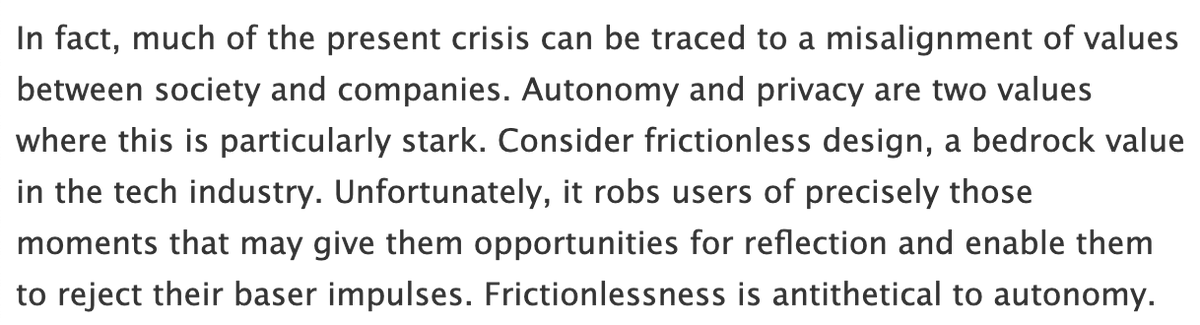 In fact, much of the present crisis can be traced to a misalignment of values
between society and companies. Autonomy and privacy are two values
where this is particularly stark. Consider frictionless design, a bedrock value
in the tech industry. Unfortunately, it robs users of precisely those
moments that may give them opportunities for reflection and enable them
to reject their baser impulses. Frictionlessness is antithetical to autonomy.